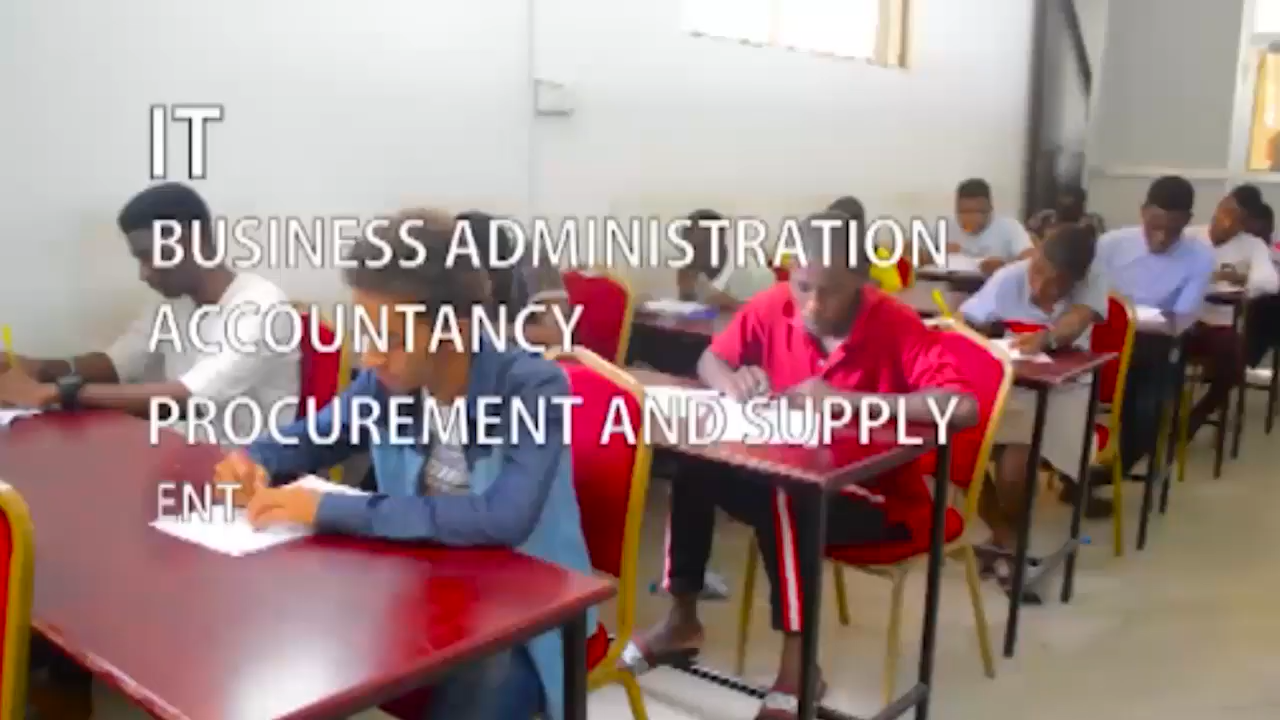 IT
BUSINESS ADMINISTRATION
ACCOUNTANCY
PROCUREMENT AND SUPPLY
ENT